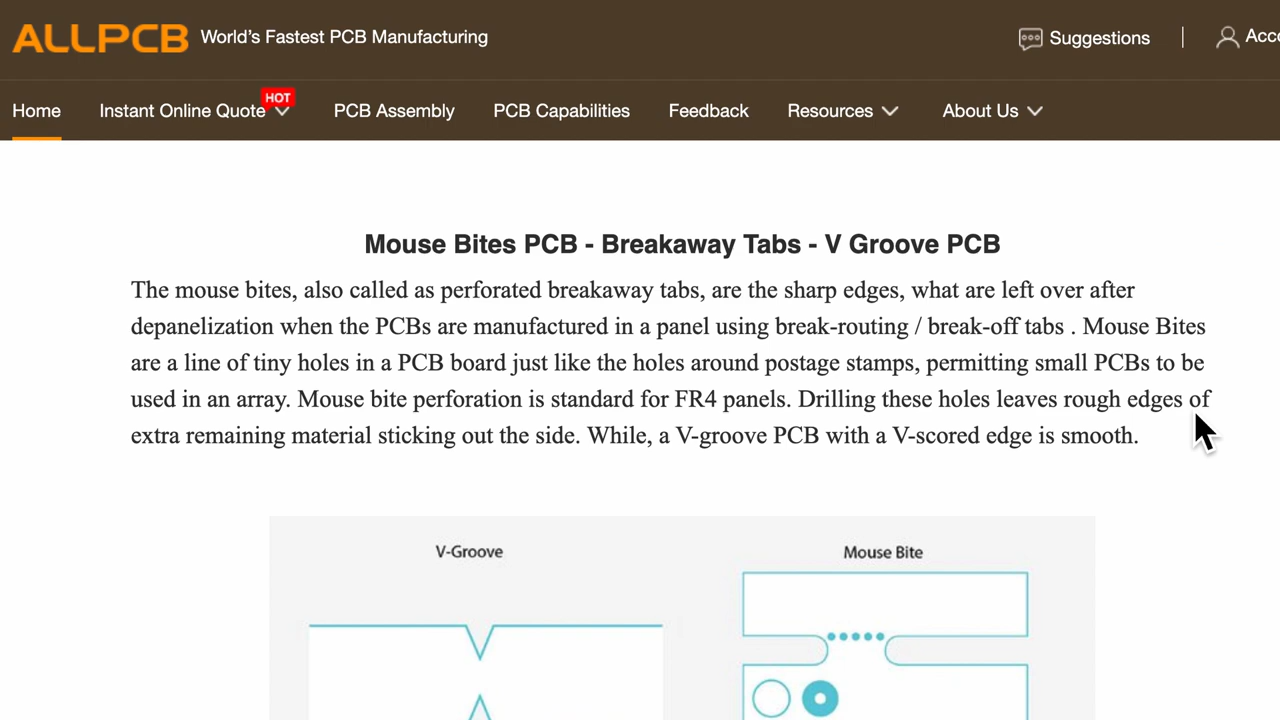 ALLPCB World's Fastest PCB Manufacturing
Suggestions
HOT
Home Instant Online Quote PCB Assembly PCB Capabilities Feedback Resources About Us
Mouse Bites PCB - Breakaway Tabs - V Groove PCB
The mouse bites, also called as perforated breakaway tabs, are the sharp edges, what are left over after
depanelization when the PCBs are manufactured in a panel using break-routing / break-off tabs . Mouse Bites
are a line of tiny holes in a PCB board just like the holes around postage stamps, permitting small PCBs to be
used in an array. Mouse bite perforation is standard for FR4 panels. Drilling these holes leaves rough edges of
extra remaining material sticking out the side. While, a V-groove PCB with a V-scored edge is smooth.
V-Groove
Mouse Bite